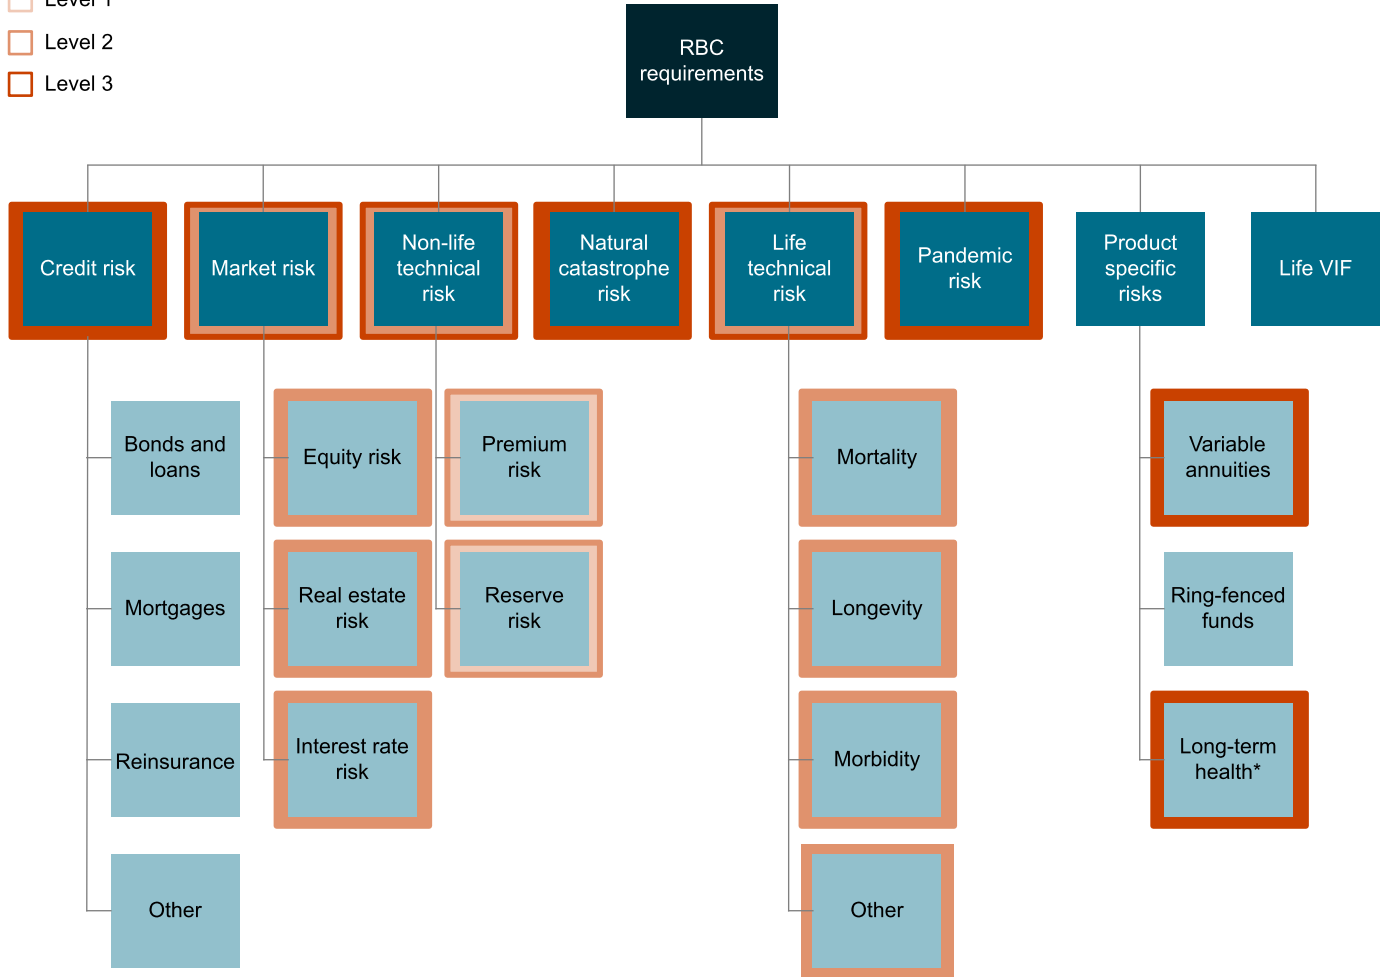 Level 1
Level 2
Level 3
RBC
requirements
Credit risk
Market risk
Non-life
technical
risk
Natural
catastrophe
risk
Life
technical
risk
Pandemic
risk
Product
specific
risks
Life VIF
Bonds and
loans
Mortgages
Reinsurance
Other
Equity risk
Real estate
risk
Interest rate
risk
Premium
risk
Reserve
risk
Mortality
Longevity
Morbidity
Other
Variable
annuities
Ring-fenced
funds
Long-term
health*